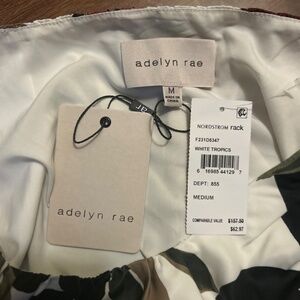 adelyn rae
M
MADE IN
CHINA
NORDSTROM rack
F231D5347
WHITE TROPICS
6 16985 44129 7
DEPT: 855
MEDIUM
COMPARABLE VALUE $157.50
$62.97
adelyn rae